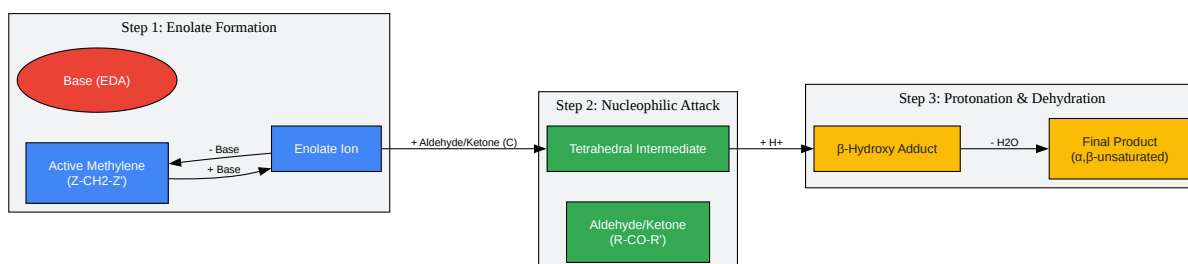 Step 1: Enolate Formation
Base (EDA)
Active Methylene
(Z-CH2-Z')
- Base
+ Base
Enolate Ion
+ Aldehyde/Ketone (C)
Step 2: Nucleophilic Attack
Tetrahedral Intermediate
Aldehyde/Ketone
(R-CO-R')
+ H+
Step 3: Protonation & Dehydration
β-Hydroxy Adduct
- H2O
Final Product
(α,β-unsaturated)